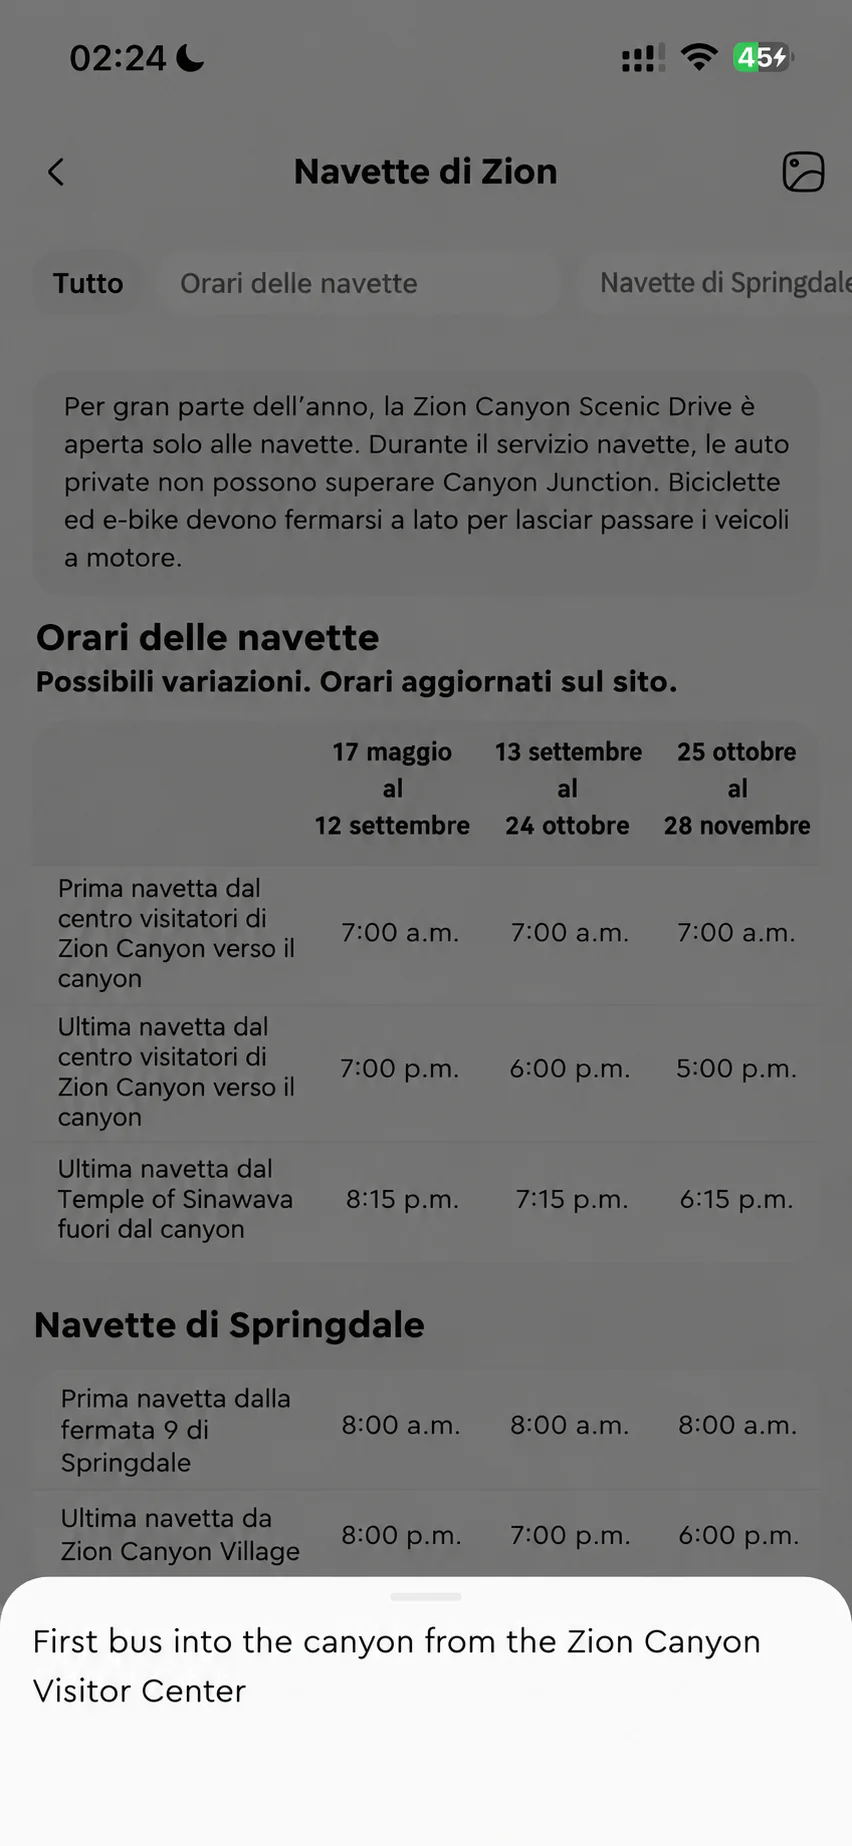 02:24
45
Navette di Zion
Tutto
Orari delle navette
Navette di Springdale
Per gran parte dell’anno, la Zion Canyon Scenic Drive è
aperta solo alle navette. Durante il servizio navette, le auto
private non possono superare Canyon Junction. Biciclette
ed e-bike devono fermarsi a lato per lasciar passare i veicoli
a motore.
Orari delle navette
Possibili variazioni. Orari aggiornati sul sito.
17 maggio
al
12 settembre
13 settembre
al
24 ottobre
25 ottobre
al
28 novembre
Prima navetta dal
centro visitatori di
Zion Canyon verso il
canyon
7:00 a.m.
7:00 a.m.
7:00 a.m.
Ultima navetta dal
centro visitatori di
Zion Canyon verso il
canyon
7:00 p.m.
6:00 p.m.
5:00 p.m.
Ultima navetta dal
Temple of Sinawava
fuori dal canyon
8:15 p.m.
7:15 p.m.
6:15 p.m.
Navette di Springdale
Prima navetta dalla
fermata 9 di
Springdale
8:00 a.m.
8:00 a.m.
8:00 a.m.
Ultima navetta da
Zion Canyon Village
8:00 p.m.
7:00 p.m.
6:00 p.m.
First bus into the canyon from the Zion Canyon
Visitor Center